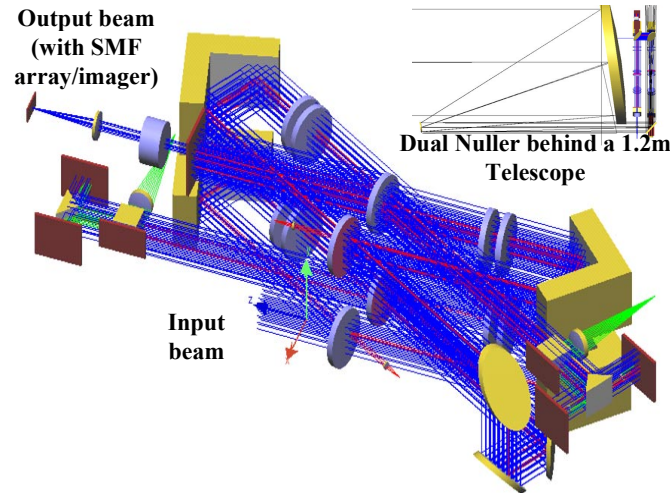 Output beam
(with SMF
array/imager)
Dual Nuller behind a 1.2m
Telescope
Input
beam
z
x